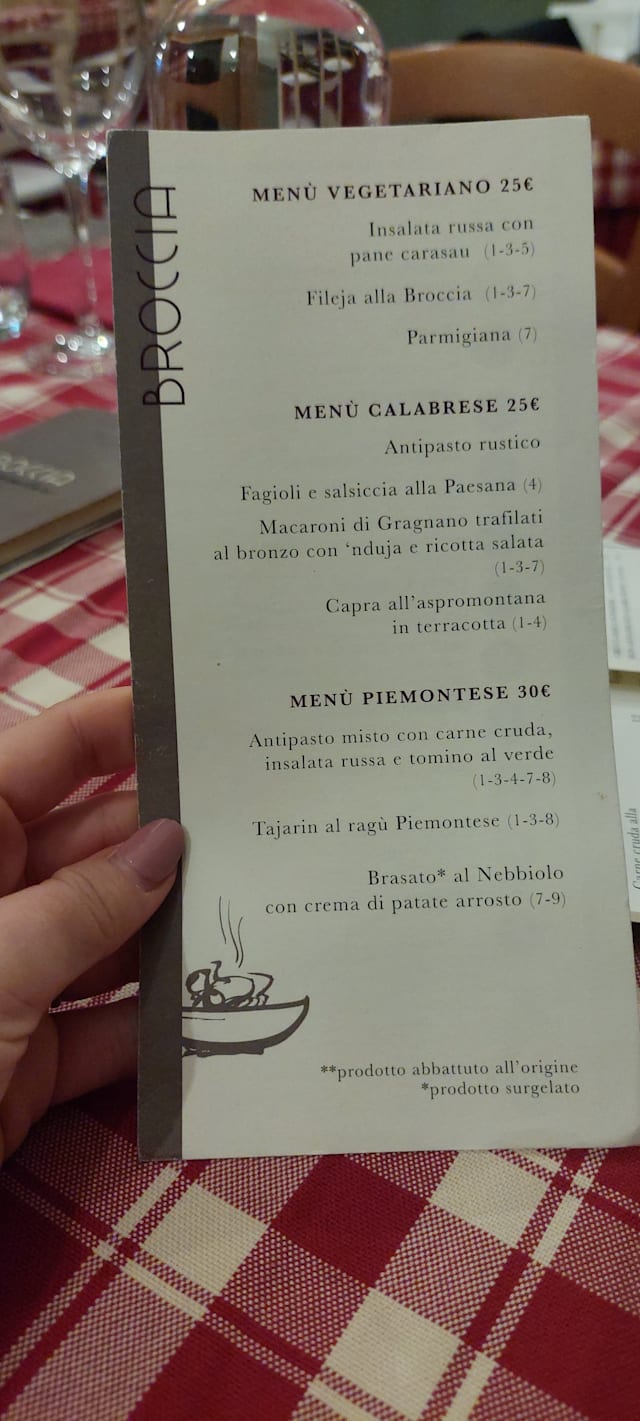 BROCCIA
MENÙ VEGETARIANO 25€
Insalata russa con
pane carasau (1-3-5)
Fileja alla Broccia (1-3-7)
Parmigiana (7)
MENÙ CALABRESE 25€
Antipasto rustico
Fagioli e salsiccia alla Paesana (4)
Macaroni di Gragnano trafilati
al bronzo con ‘nduja e ricotta salata
(1-3-7)
Capra all’aspromontana
in terracotta (1-4)
MENÙ PIEMONTESE 30€
Antipasto misto con carne cruda,
insalata russa e tomino al verde
(1-3-4-7-8)
Tajarin al ragù Piemontese (1-3-8)
Brasato* al Nebbiolo
con crema di patate arrosto (7-9)
**prodotto abbattuto all’origine
*prodotto surgelato
Carne cruda alla